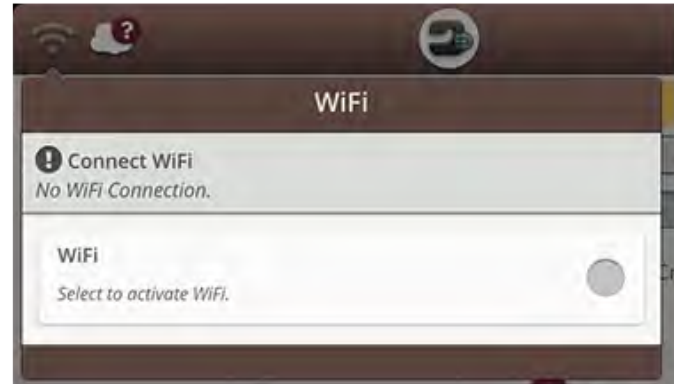 ?
WiFi
Connect WiFi
No WiFi Connection.
WiFi
Select to activate WiFi.